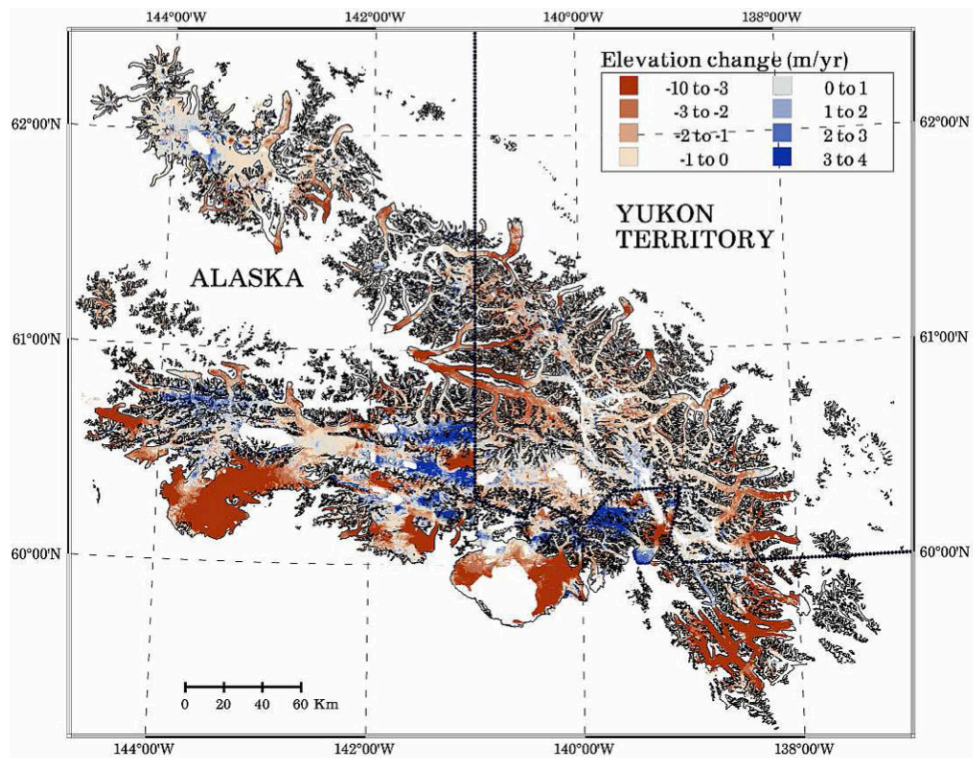 144°00'W 142°00'W 140°00'W 138°00'W
Elevation change (m/yr)
-10 to -3 0 to 1
-3 to -2 1 to 2
-2 to -1 2 to 3
-1 to 0 3 to 4
62°00'N 62°00'N
YUKON
TERRITORY
ALASKA
61°00'N 61°00'N
60°00'N 60°00'N
0 20 40 60 Km
144°00'W 142°00'W 140°00'W 138°00'W